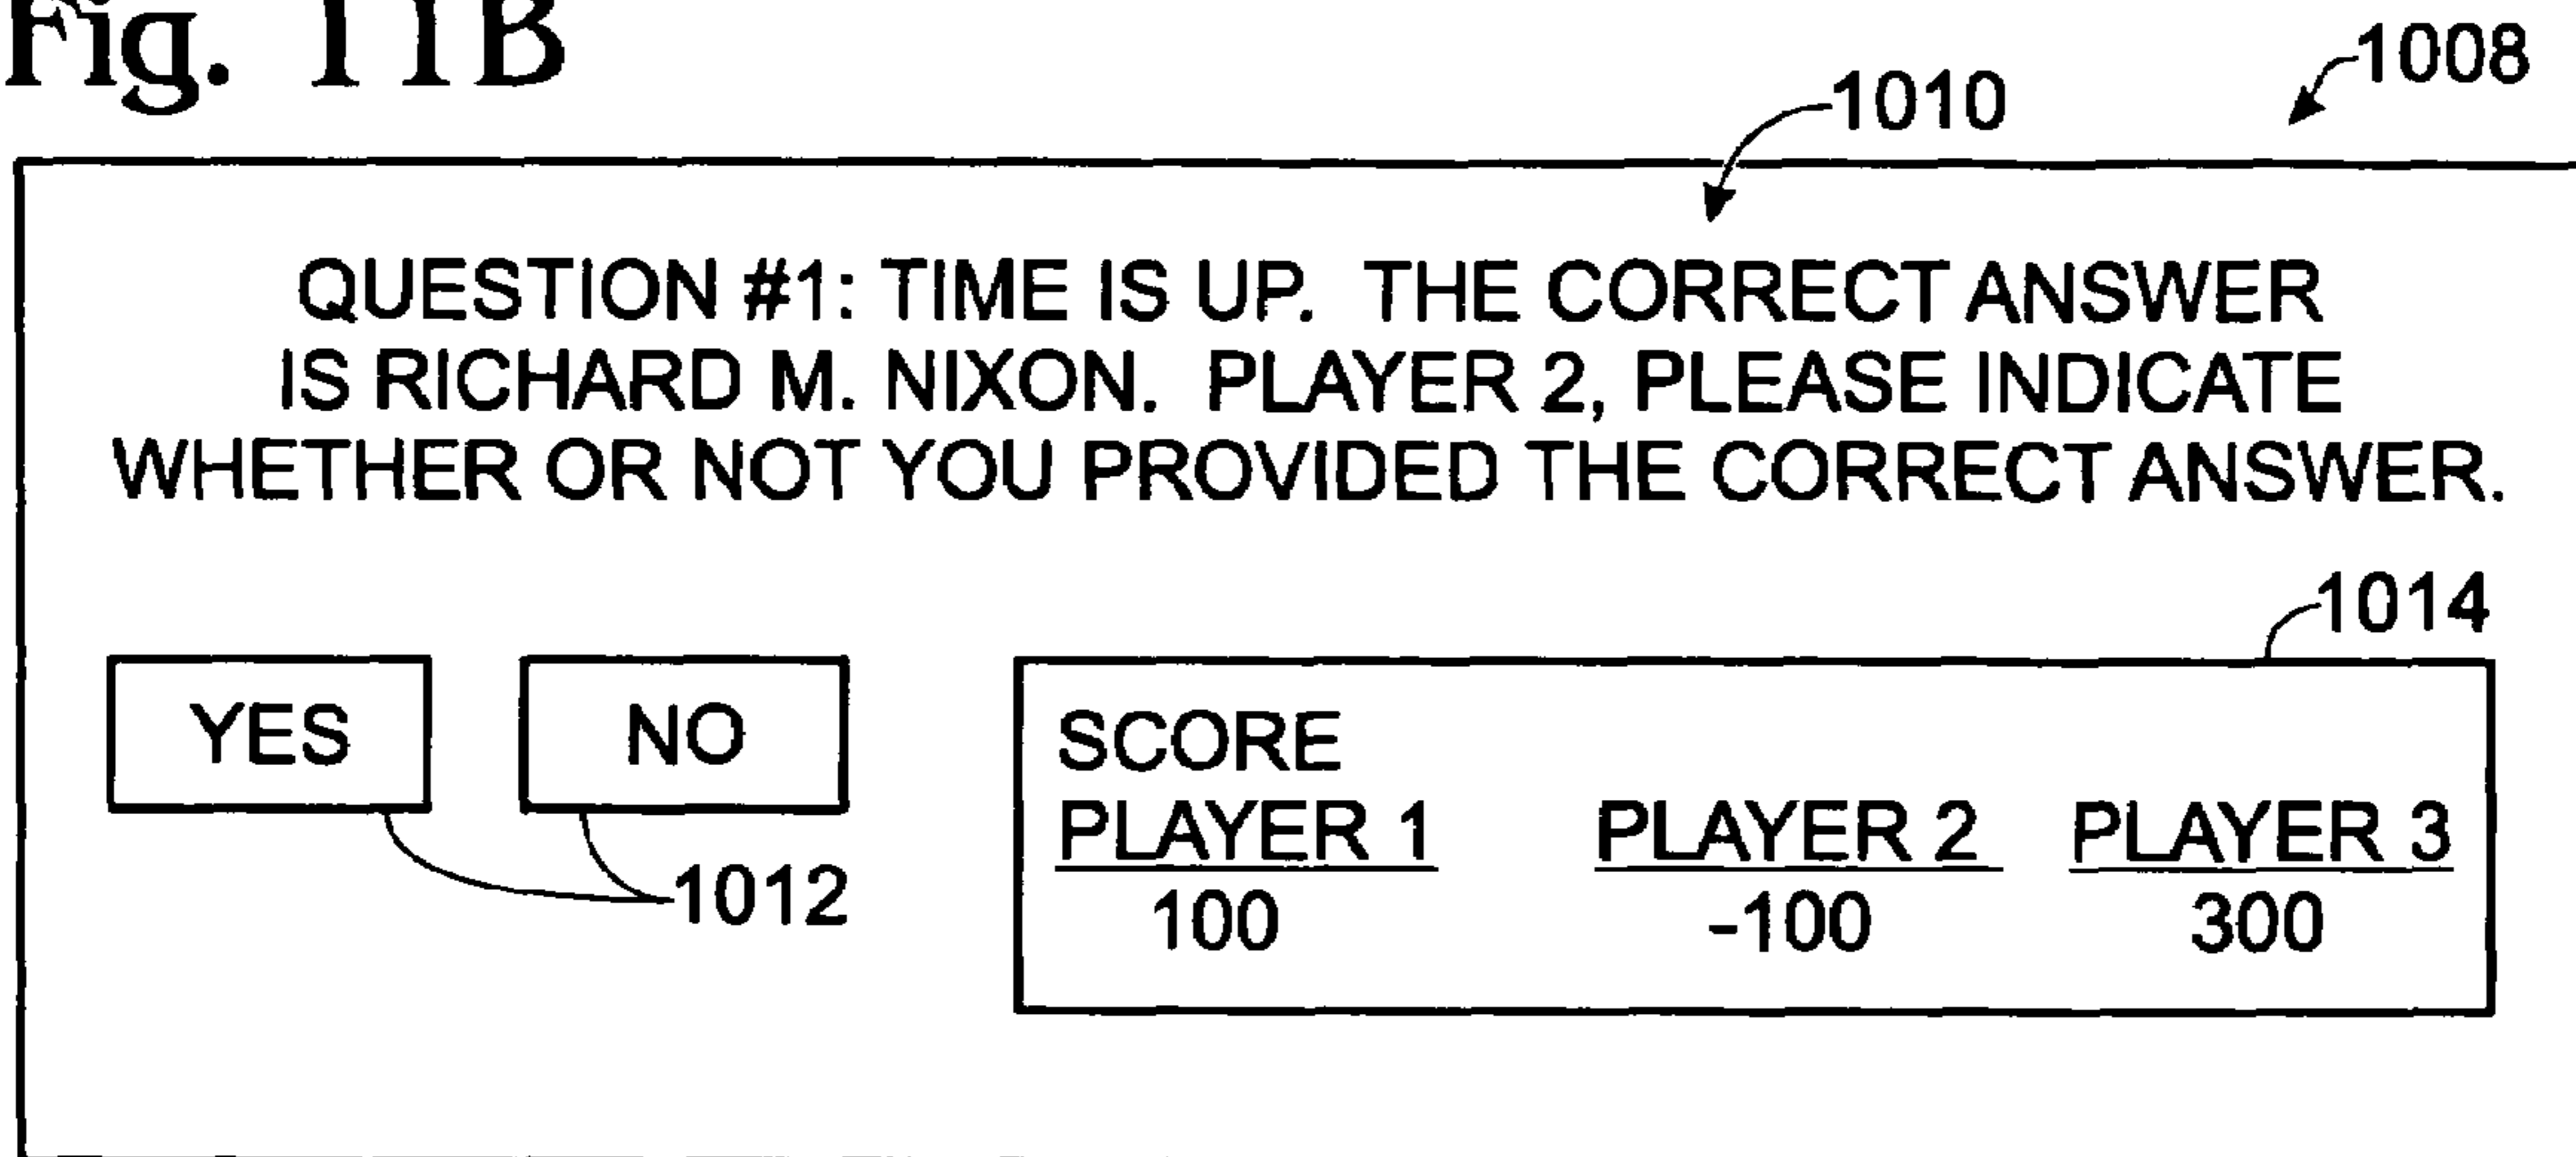 Fig. 11B
1008
1010
QUESTION #1: TIME IS UP. THE CORRECT ANSWER
IS RICHARD M. NIXON. PLAYER 2, PLEASE INDICATE
WHETHER OR NOT YOU PROVIDED THE CORRECT ANSWER.
1014
YES NO
SCORE
PLAYER 1 PLAYER 2 PLAYER 3
1012
100 -100 300